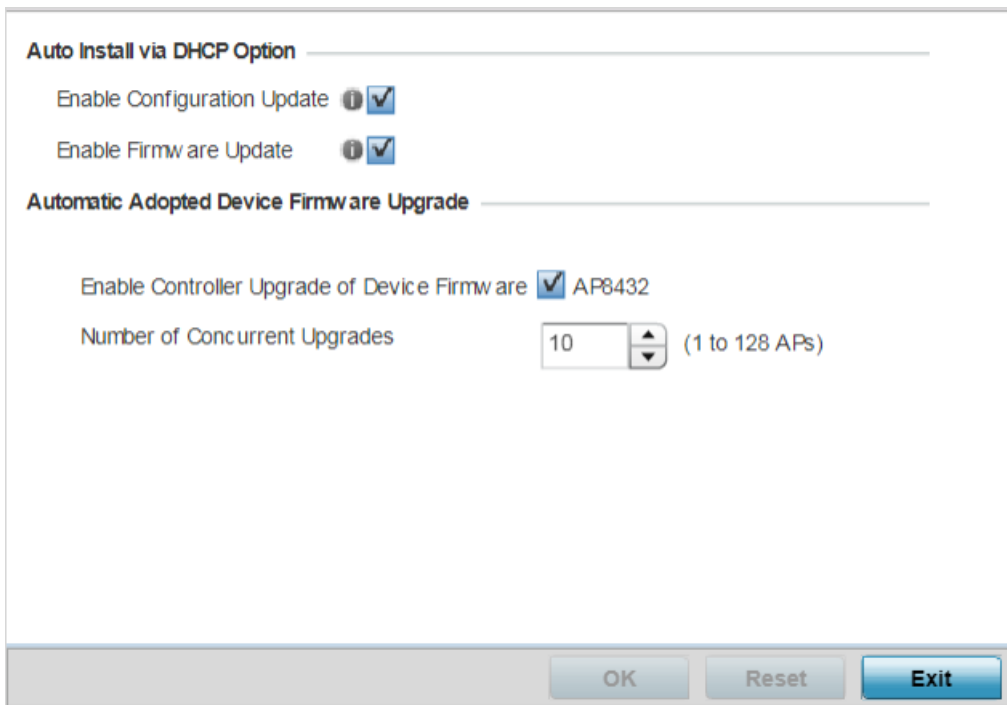 Auto Install via DHCP Option
Enable Configuration Update
Enable Firmware Update
Automatic Adopted Device Firmware Upgrade
Enable Controller Upgrade of Device Firmware AP8432
Number of Concurrent Upgrades 10 (1 to 128 APs)
OK Reset Exit